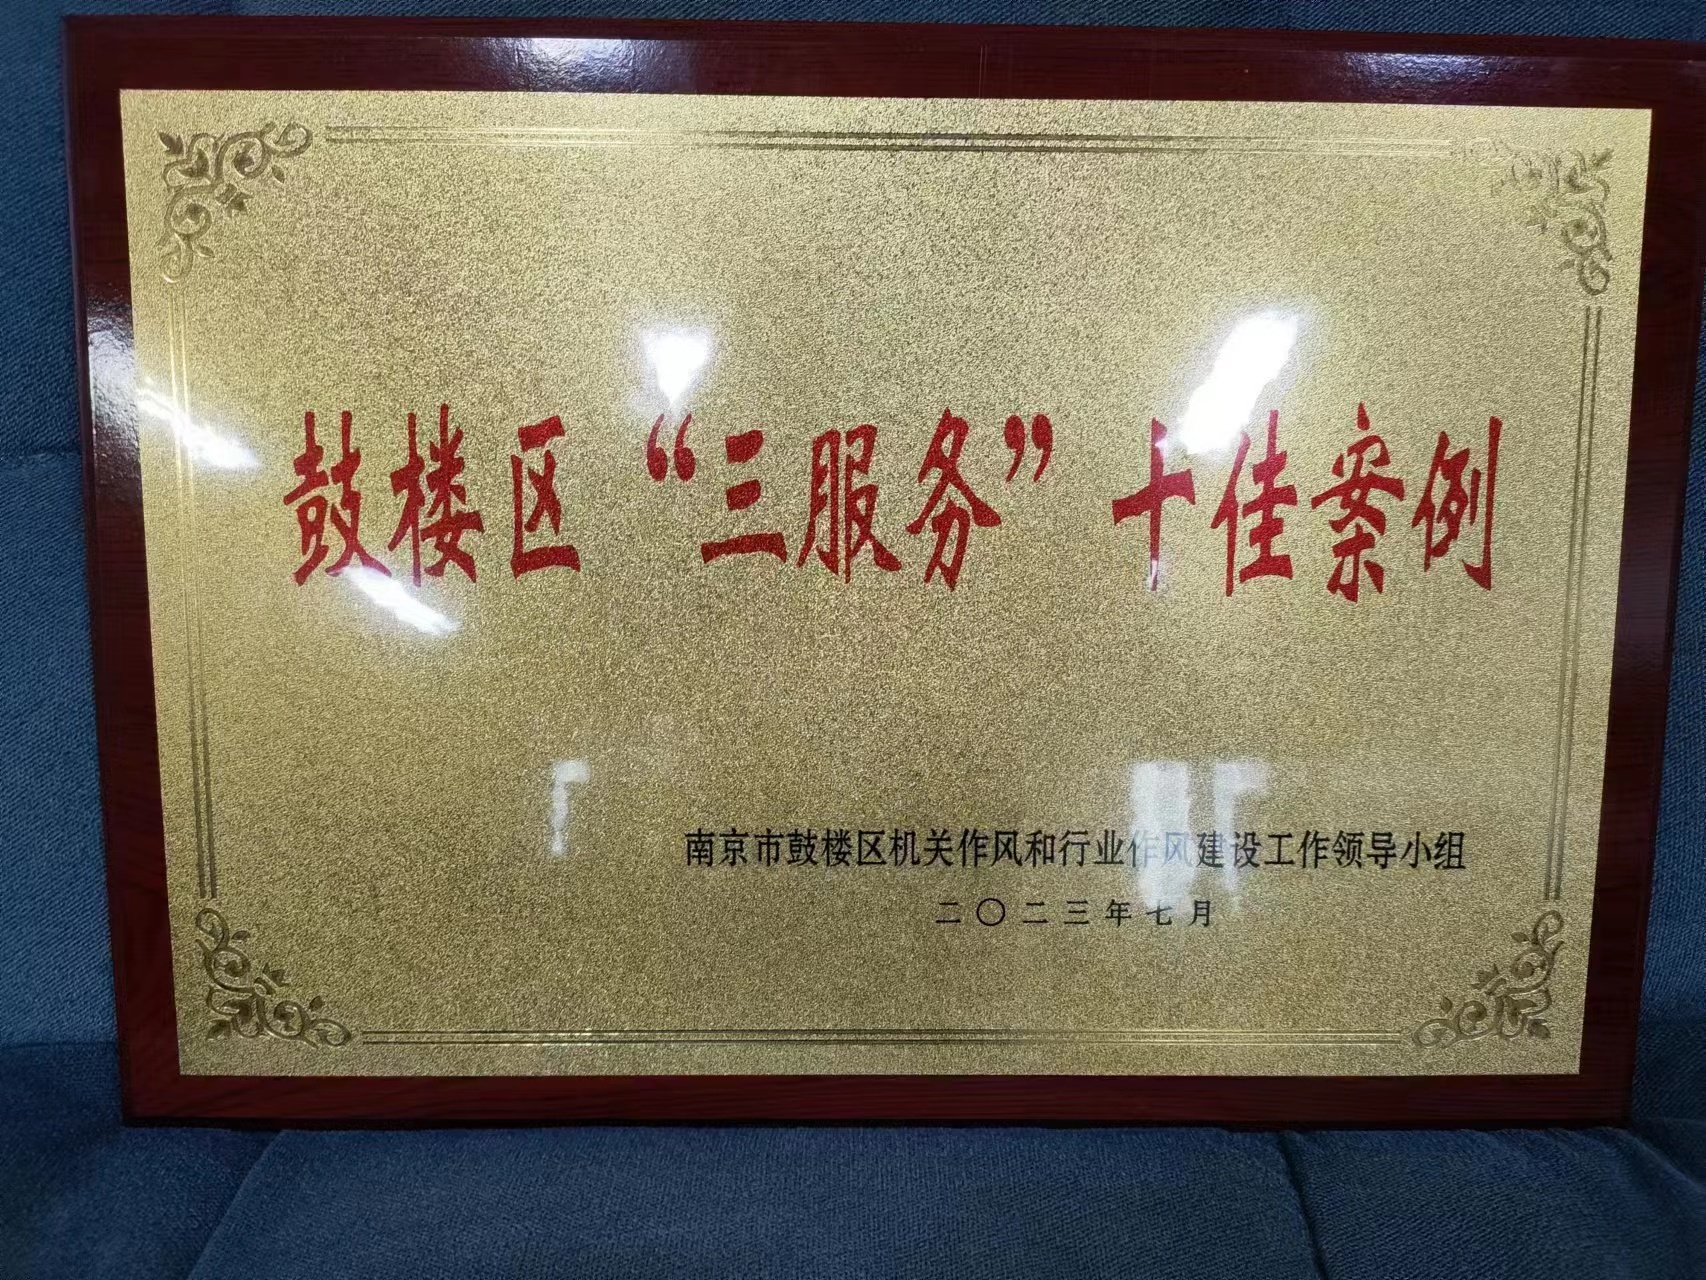 鼓楼区“三服务”十佳案例
南京市鼓楼区机关作风和行业作风建设工作领导小组
二〇二三年七月